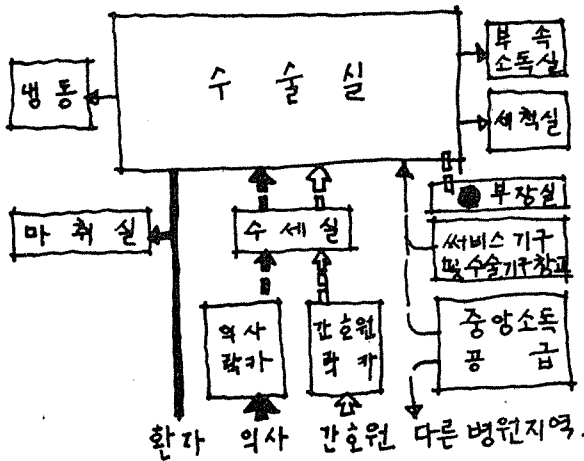 수술실
부속
소독실
냉동
세척실
부장실
마취실
수세실
써비스기구
및수술기구창고
의사
락카
간호원
락카
중앙소독
공급
환자 의사 간호원 다른병원지역.